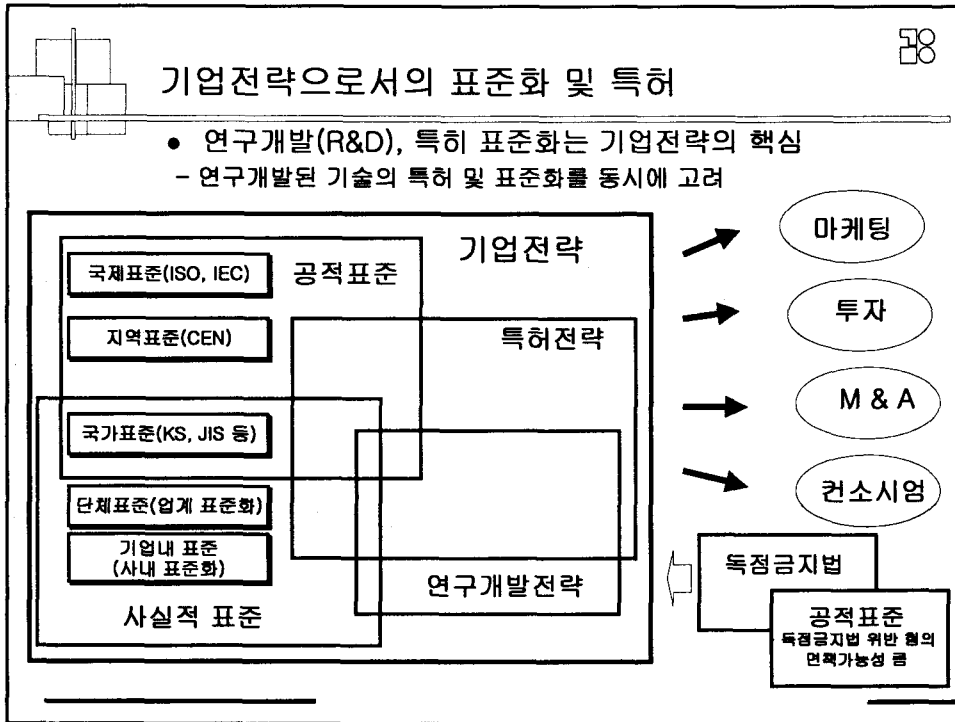 기업전략으로서의 표준화 및 특허
● 연구개발(R&D), 특히 표준화는 기업전략의 핵심
– 연구개발된 기술의 특허 및 표준화를 동시에 고려
기업전략
국제표준(ISO, IEC)
공적표준
지역표준(CEN)
특허전략
국가표준(KS, JIS 등)
단체표준(업계 표준화)
기업내 표준
(사내 표준화)
연구개발전략
사실적 표준
마케팅
투자
M & A
컨소시엄
독점금지법
공적표준
독점금지법 위반 혐의
면책가능성 큼